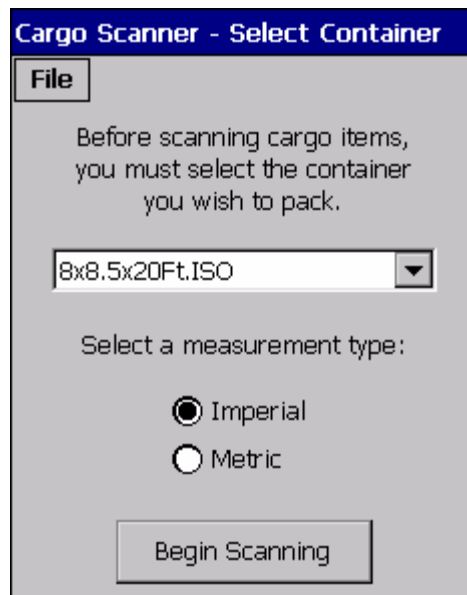 Cargo Scanner - Select Container
File
Before scanning cargo items,
you must select the container
you wish to pack.
8x8.5x20Ft.ISO
Select a measurement type:
Imperial
Metric
Begin Scanning